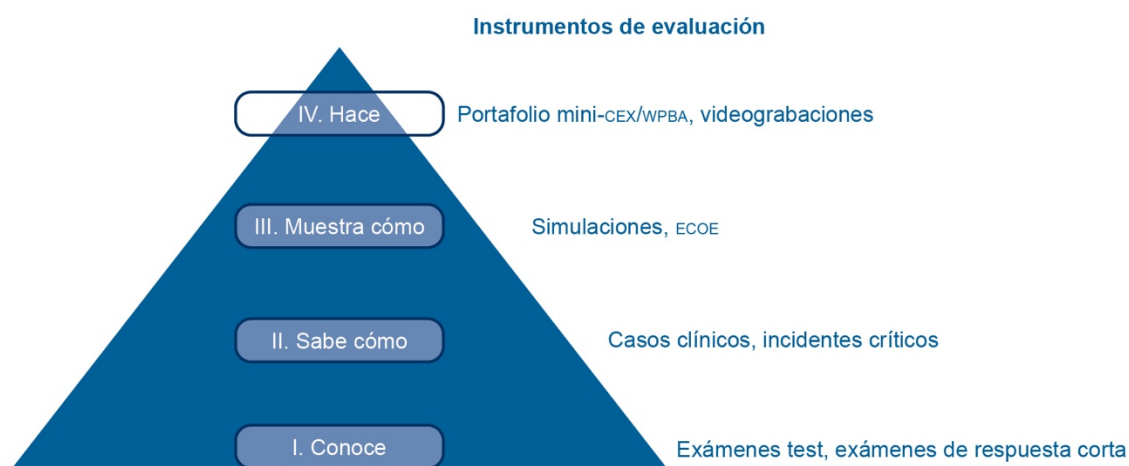 Instrumentos de evaluación
IV. Hace
Portafolio mini-CEX/WPBA, videograbaciones
III. Muestra cómo
Simulaciones, ECOE
II. Sabe cómo
Casos clínicos, incidentes críticos
I. Conoce
Exámenes test, exámenes de respuesta corta